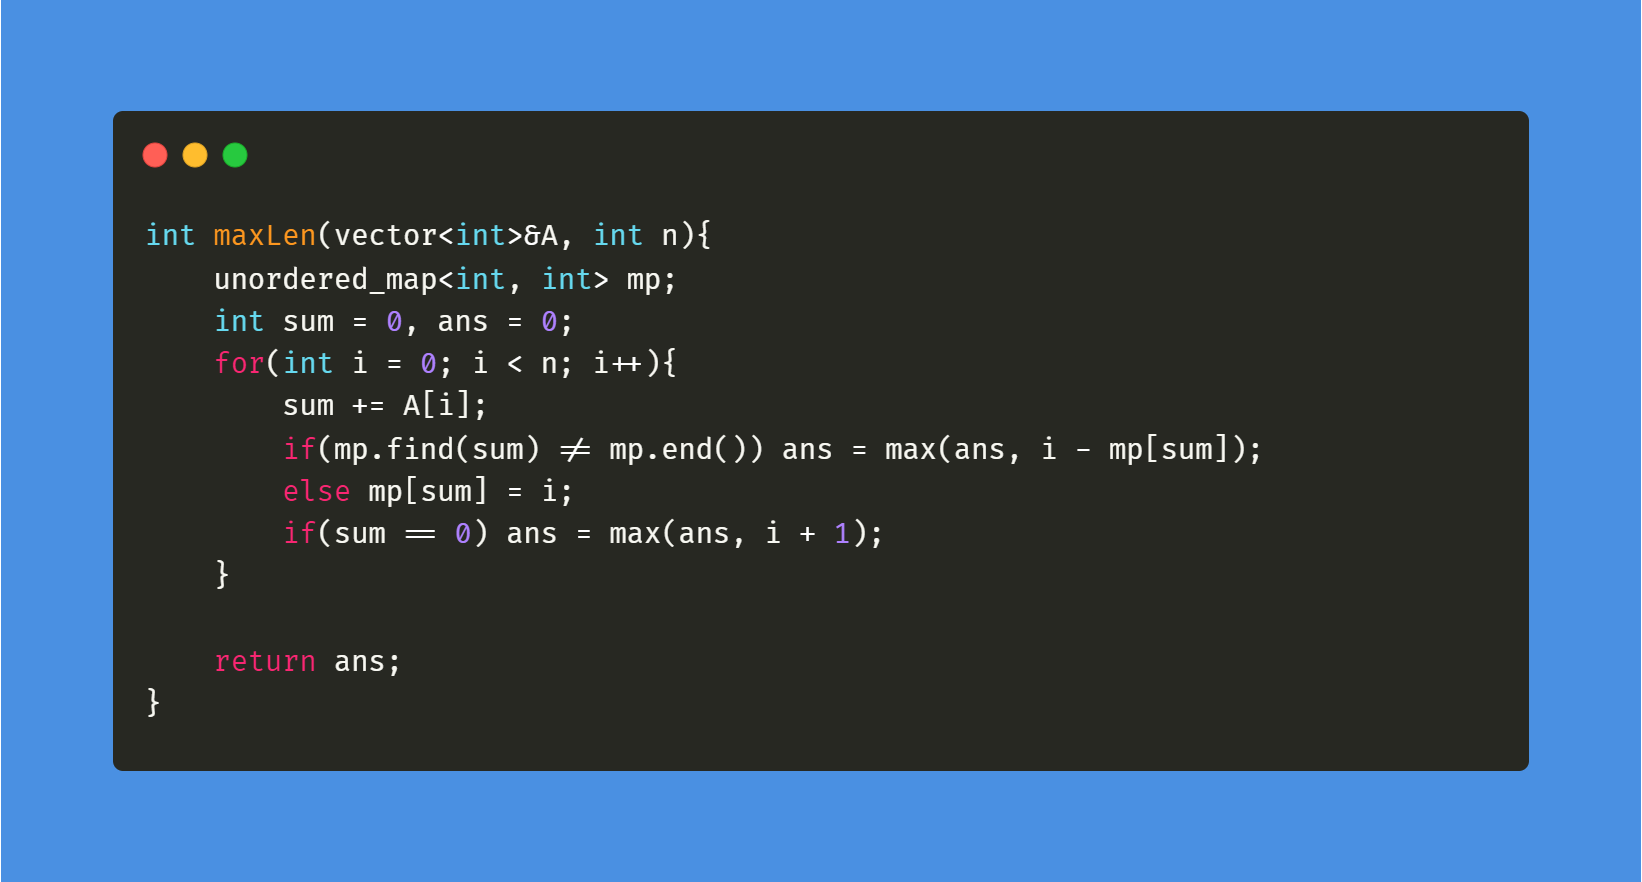 int maxLen(vector<int>&A, int n){
    unordered_map<int, int> mp;
    int sum = 0, ans = 0;
    for(int i = 0; i < n; i++){
        sum += A[i];
        if(mp.find(sum) != mp.end()) ans = max(ans, i - mp[sum]);
        else mp[sum] = i;
        if(sum == 0) ans = max(ans, i + 1);
    }
    return ans;
}